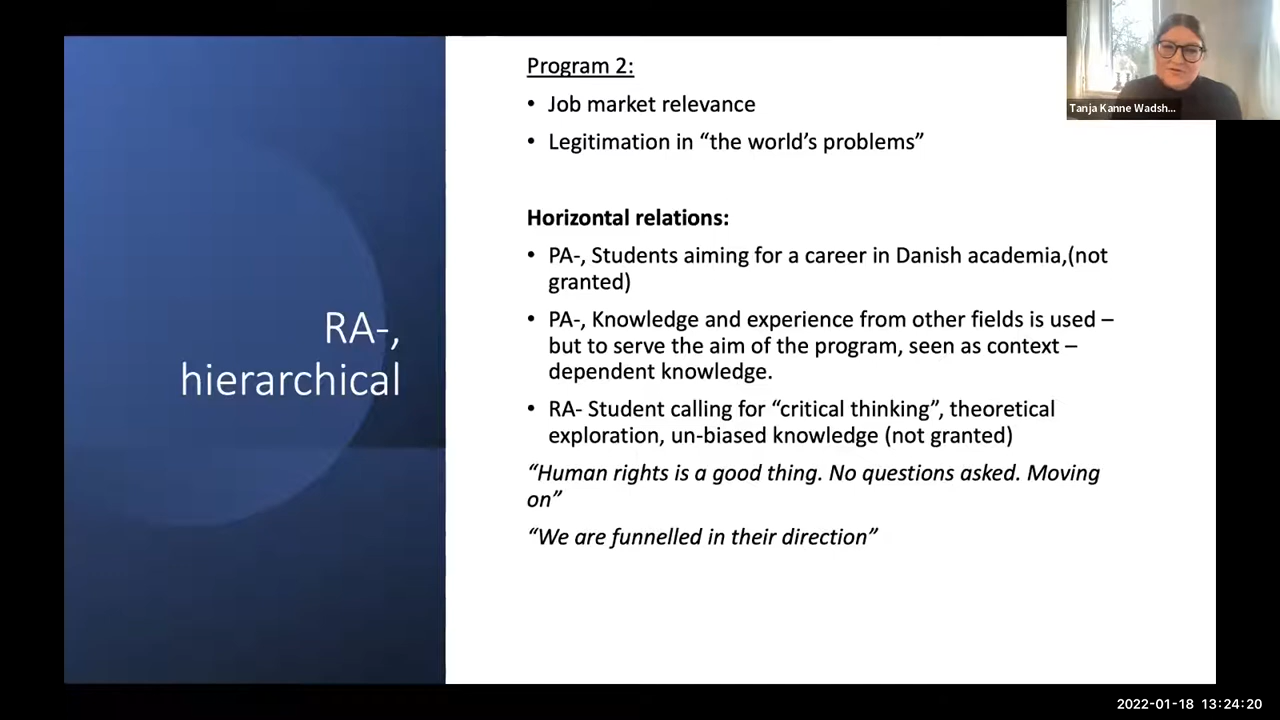 Program 2:
• Job market relevance
• Legitimation in “the world’s problems”
Horizontal relations:
• PA-, Students aiming for a career in Danish academia,(not
granted)
• PA-, Knowledge and experience from other fields is used –
but to serve the aim of the program, seen as context –
dependent knowledge.
• RA- Student calling for “critical thinking”, theoretical
exploration, un-biased knowledge (not granted)
“Human rights is a good thing. No questions asked. Moving
on”
“We are funnelled in their direction”
RA-,
hierarchical
Tanja Kanne Wadsh...
2022-01-18 13:24:20